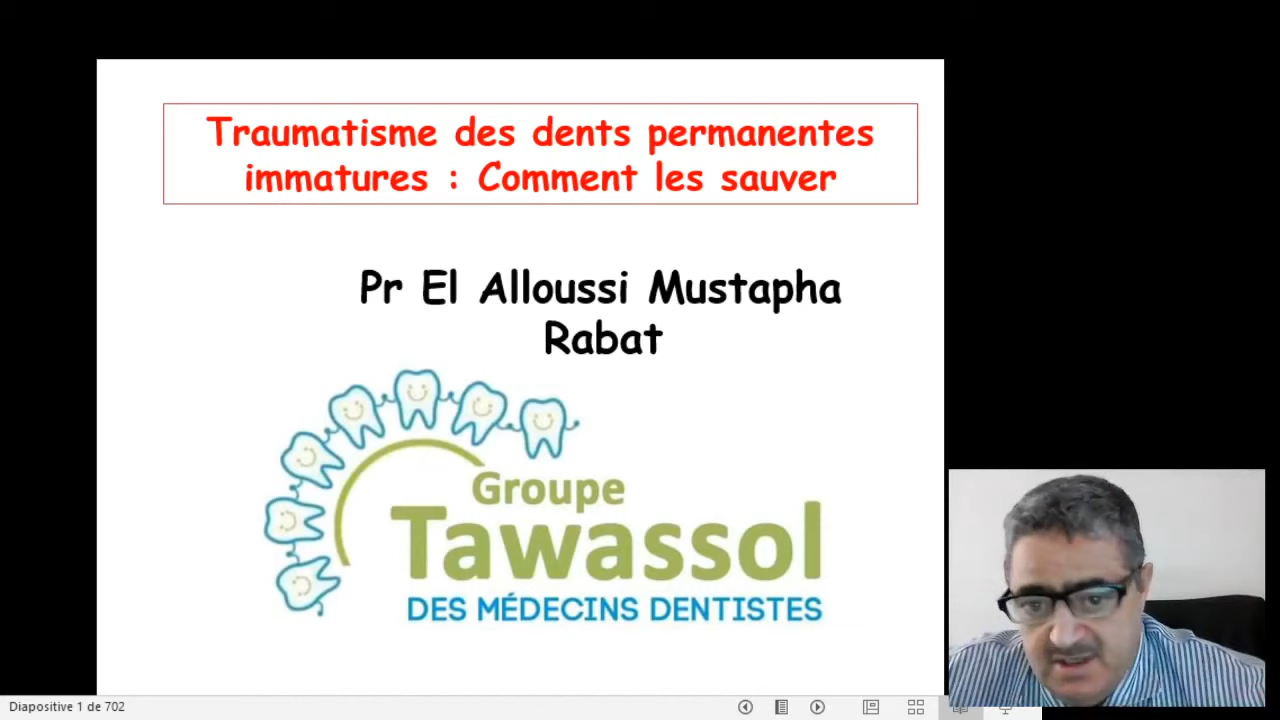 Traumatisme des dents permanentes
immatures : Comment les sauver
Pr El Alloussi Mustapha
Rabat
Groupe
Tawassol
DES MÉDECINS DENTISTES
Diapositive 1 de 702